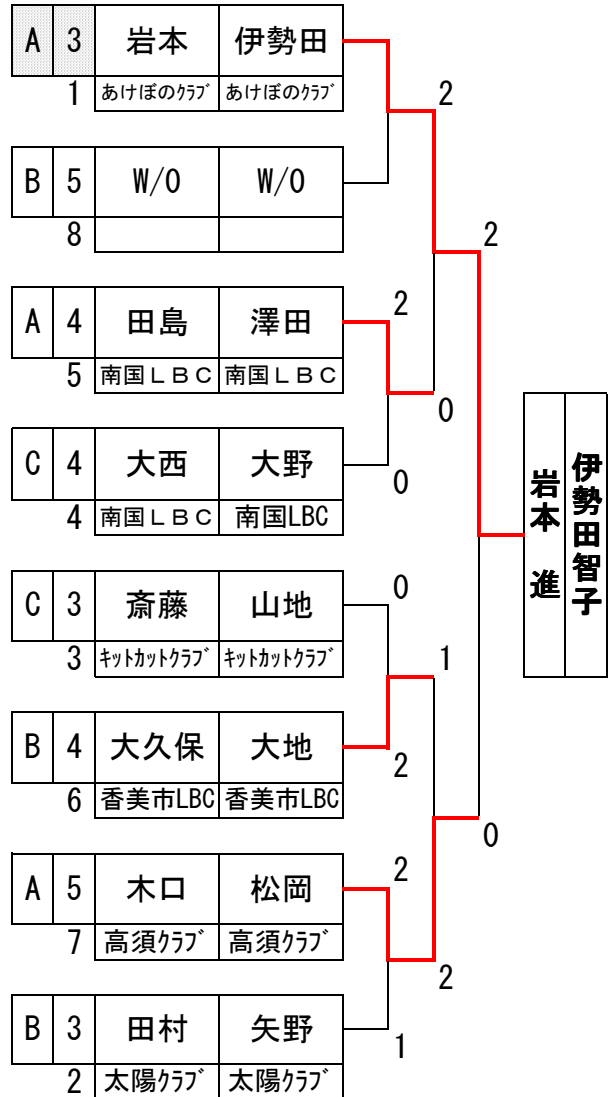 A 3 岩本 伊勢田
1 あけぼのｸﾗﾌﾞ あけぼのｸﾗﾌﾞ
2
B 5 W/O W/O
8
2
A 4 田島 澤田
2
5 南国ＬＢＣ 南国ＬＢＣ
0
C 4 大西 大野
0
4 南国ＬＢＣ 南国LBC
岩本 進
伊勢田智子
C 3 斎藤 山地
0
3 ｷｯﾄｶｯﾄｸﾗﾌﾞ ｷｯﾄｶｯﾄｸﾗﾌﾞ
1
B 4 大久保 大地
2
6 香美市LBC 香美市LBC
0
A 5 木口 松岡
2
7 高須ｸﾗﾌﾞ 高須ｸﾗﾌﾞ
2
B 3 田村 矢野
1
2 太陽ｸﾗﾌﾞ 太陽ｸﾗﾌﾞ